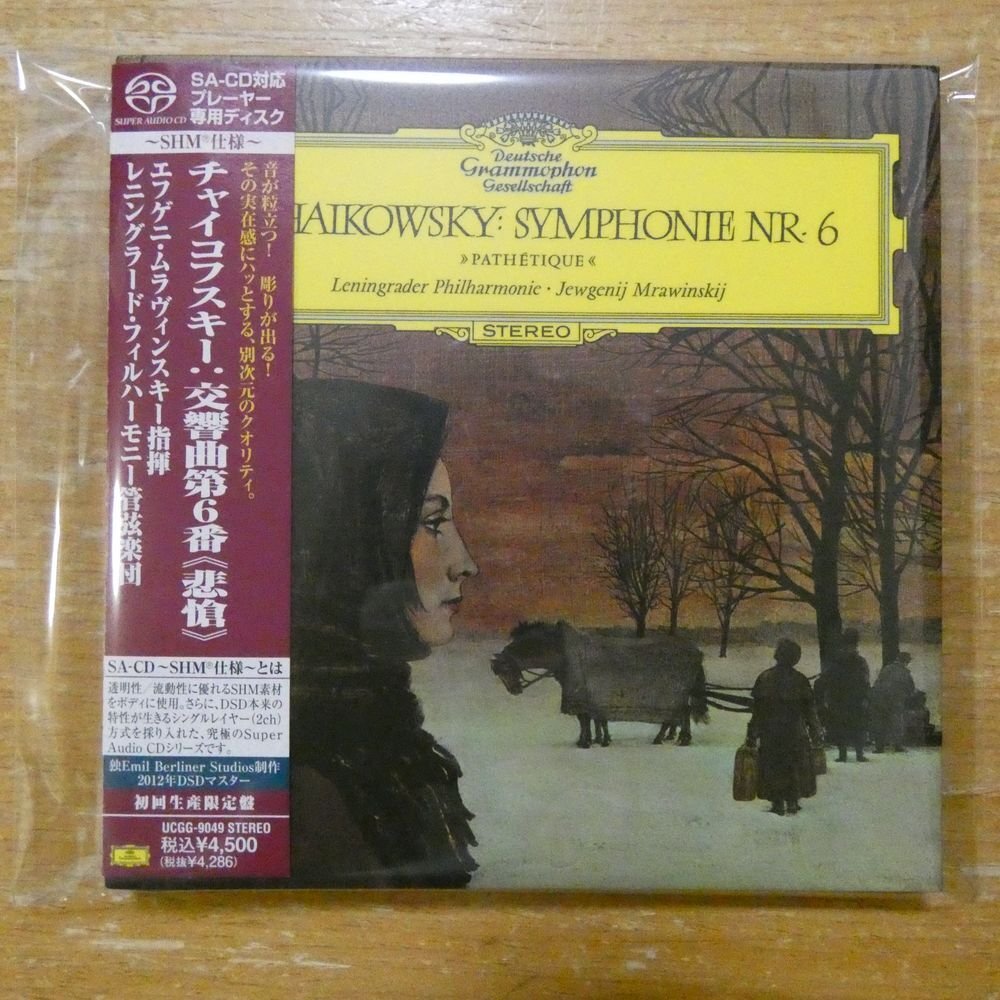 SUPER AUDIO CD
SA-CD対応
プレーヤー
専用ディスク
～SHM®仕様～
音が粒立つ! 彫りが出る!
その実在感にハッとする、別次元のクオリティ。
チャイコフスキー：交響曲第6番《悲愴》
エフゲニ・ムラヴィンスキー指揮
レニングラード・フィルハーモニー管弦楽団
SA-CD～SHM®仕様～とは
透明性/流動性に優れるSHM素材
をボディに使用。さらに、DSD本来の
特性が生きるシングルレイヤー(2ch)
方式を採り入れた、究極のSuper
Audio CDシリーズです。
独Emil Berliner Studios制作
2012年DSDマスター
初回生産限定盤
UCGG-9049 STEREO
税込¥4,500
(税抜¥4,286)
Deutsche
Grammophon
Gesellschaft
HAIKOWSKY: SYMPHONIE NR. 6
»PATHÉTIQUE«
Leningrader Philharmonie · Jewgenij Mrawinskij
STEREO